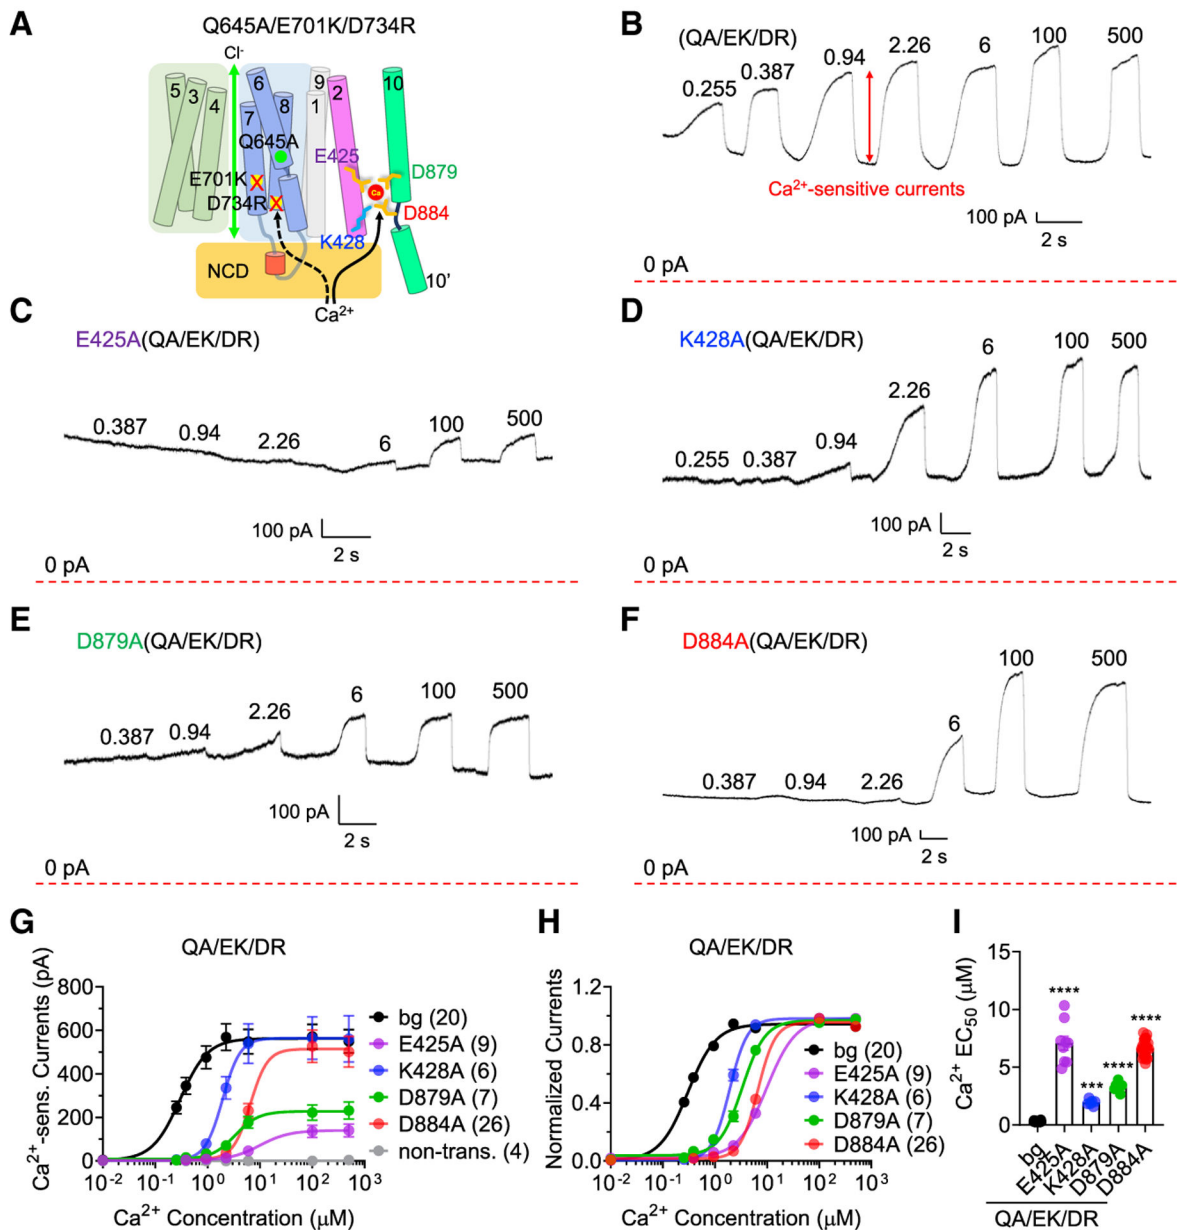 A
Q645A/E701K/D734R
Cl-
5
3
4
6
7
8
9
1
2
10
Q645A
E425
E701K
D734R
Ca
D879
D884
K428
NCD
10'
Ca2+
B
(QA/EK/DR)
0.255
0.387
0.94
2.26
6
100
500
Ca2+-sensitive currents
100 pA
2 s
0 pA
C
E425A(QA/EK/DR)
0.387
0.94
2.26
6
100
500
100 pA
2 s
0 pA
D
K428A(QA/EK/DR)
0.255
0.387
0.94
2.26
6
100
500
100 pA
2 s
0 pA
E
D879A(QA/EK/DR)
0.387
0.94
2.26
6
100
500
100 pA
2 s
0 pA
F
D884A(QA/EK/DR)
0.387
0.94
2.26
6
100
500
100 pA
2 s
0 pA
G
QA/EK/DR
Ca2+-sens. Currents (pA)
800
600
400
200
0
10-2
10-1
100
101
102
103
Ca2+ Concentration (μM)
bg (20)
E425A (9)
K428A (6)
D879A (7)
D884A (26)
non-trans. (4)
H
QA/EK/DR
Normalized Currents
1.2
0.8
0.4
0.0
10-2
10-1
100
101
102
103
Ca2+ Concentration (μM)
bg (20)
E425A (9)
K428A (6)
D879A (7)
D884A (26)
I
Ca2+ EC50 (μM)
15
10
5
0
****
***
****
****
bg
E425A
K428A
D879A
D884A
QA/EK/DR